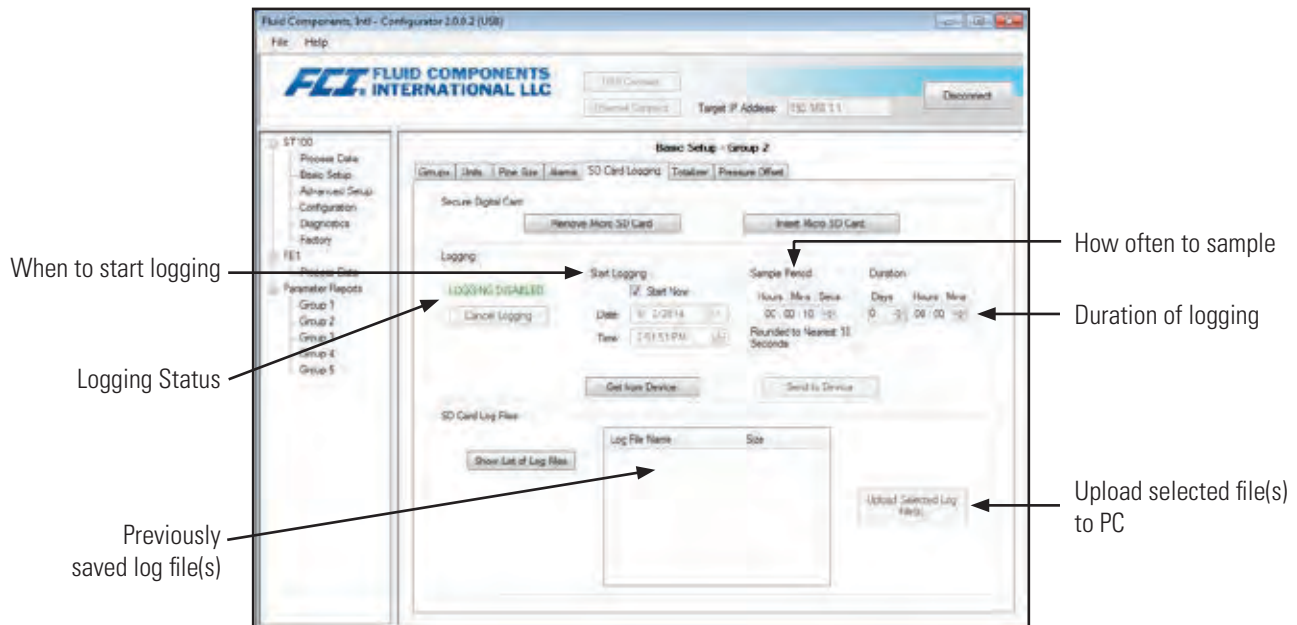 Fluid Components, Intl - Configurator 2.0.0.2 (USB)
File Help
FCI. FLUID COMPONENTS
INTERNATIONAL LLC
USB Connect
Ethernet Connect
Target IP Address:
Disconnect
ST100
Process Data
Basic Setup
Advanced Setup
Configuration
Diagnostics
Factory
FE1
Process Data
Parameter Reports
Group 1
Group 2
Group 3
Group 4
Group 5
Basic Setup - Group 2
Groups Units Pipe Size Alarms SD Card Logging Totalizer Pressure Offset
Secure Digital Card
Remove Micro SD Card
Insert Micro SD Card
Logging
LOGGING DISABLED
Cancel Logging
Start Logging
Start Now
Date
Time
Sample Period
Hours Mins Secs
00 : 00 : 10
Rounded to Nearest 10
Seconds
Duration
Days Hours Mins
0 00 : 00
Get from Device
Send to Device
SD Card Log Files
Show List of Log Files
Log File Name Size
Upload Selected Log
File(s)
When to start logging
Logging Status
Previously
saved log file(s)
How often to sample
Duration of logging
Upload selected file(s)
to PC